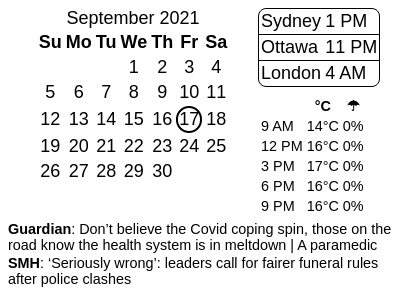 September 2021
Su Mo Tu We Th Fr Sa
1 2 3 4
5 6 7 8 9 10 11
12 13 14 15 16 17 18
19 20 21 22 23 24 25
26 27 28 29 30
Sydney 1 PM
Ottawa 11 PM
London 4 AM
°C ☂
9 AM 14°C 0%
12 PM 16°C 0%
3 PM 17°C 0%
6 PM 16°C 0%
9 PM 16°C 0%
Guardian: Don’t believe the Covid coping spin, those on the
road know the health system is in meltdown | A paramedic
SMH: ‘Seriously wrong’: leaders call for fairer funeral rules
after police clashes